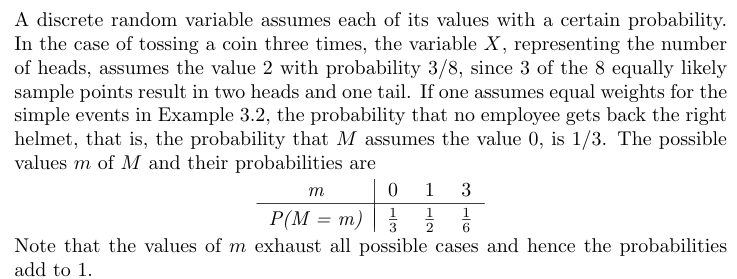 A discrete random variable assumes each of its values with a certain probability.
In the case of tossing a coin three times, the variable X, representing the number
of heads, assumes the value 2 with probability 3/8, since 3 of the 8 equally likely
sample points result in two heads and one tail. If one assumes equal weights for the
simple events in Example 3.2, the probability that no employee gets back the right
helmet, that is, the probability that M assumes the value 0, is 1/3. The possible
values m of M and their probabilities are
m | 0 1 3
P(M = m) | 1/3 1/2 1/6
Note that the values of m exhaust all possible cases and hence the probabilities
add to 1.